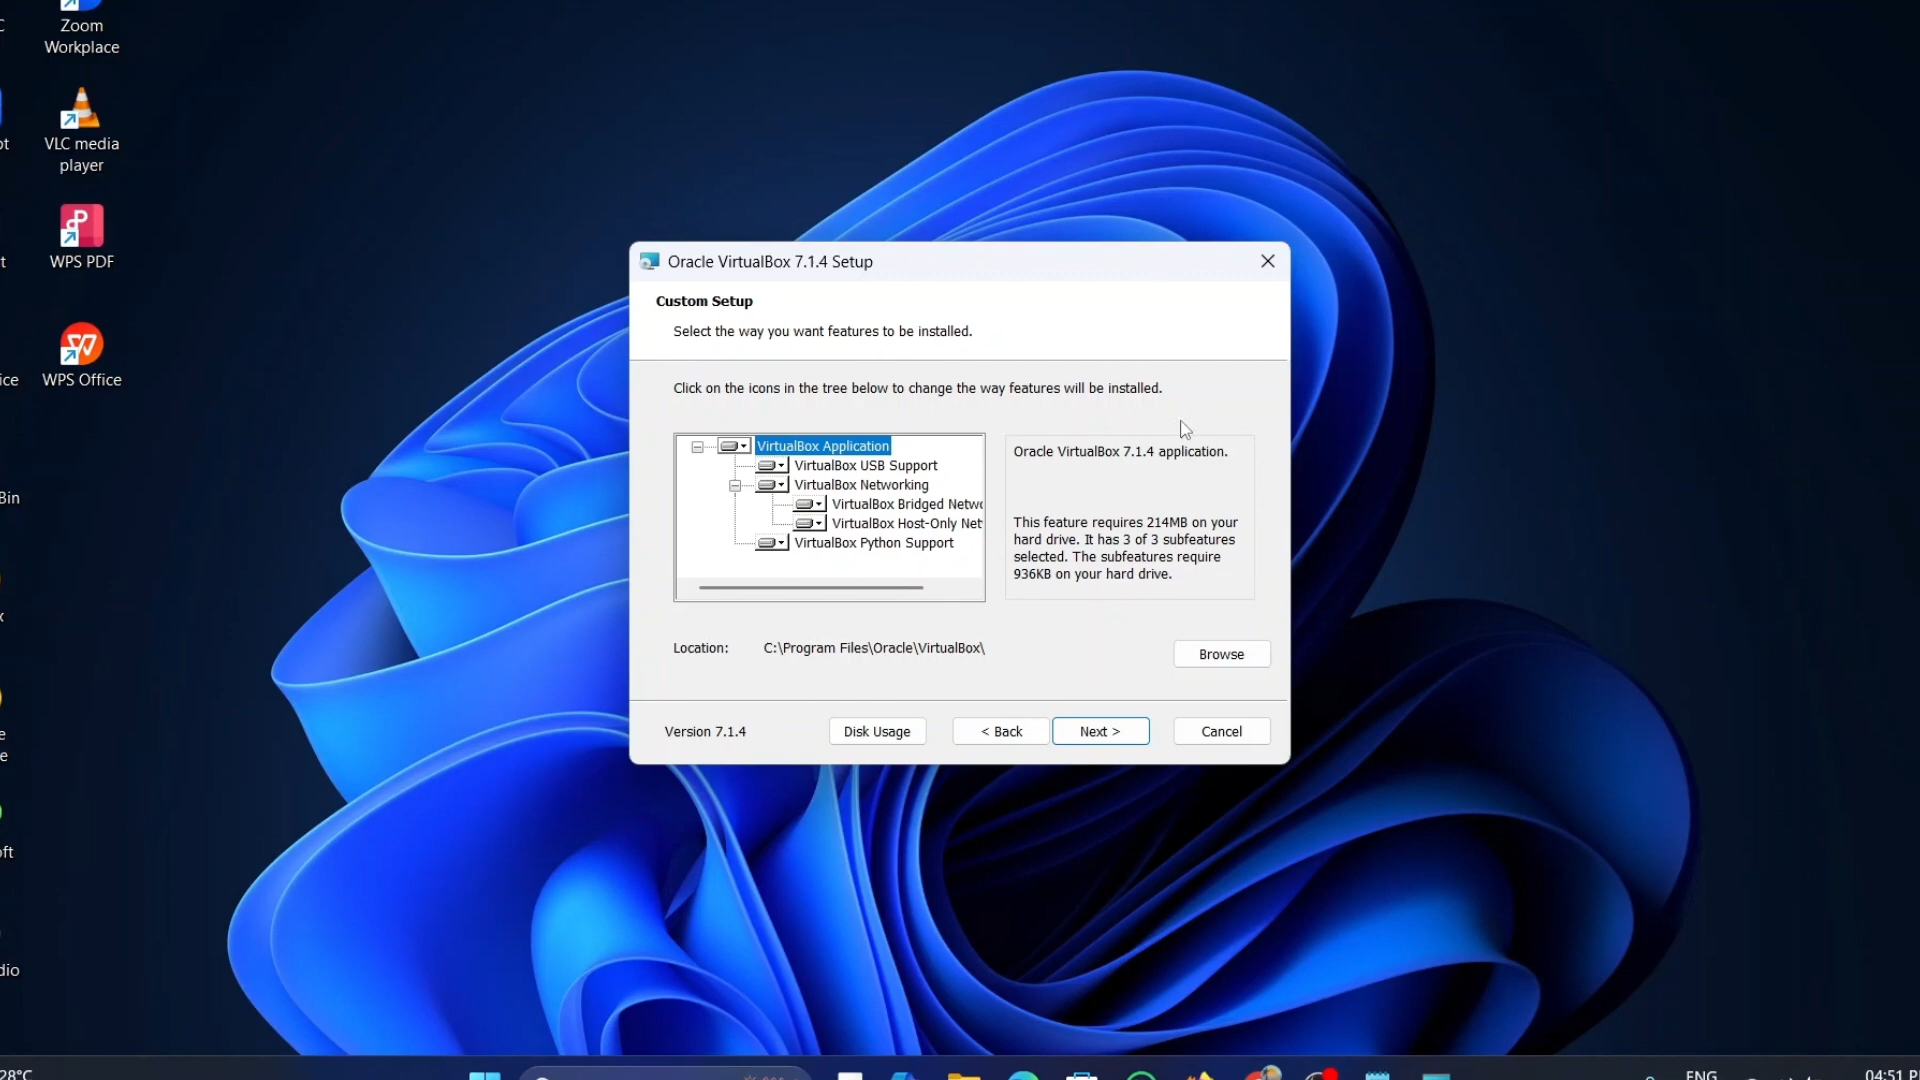 Zoom
Workplace
VLC media
player
WPS PDF
WPS Office
ot
t
ice
Bin
x
e
e
oft
dio
Oracle VirtualBox 7.1.4 Setup
Custom Setup
Select the way you want features to be installed.
Click on the icons in the tree below to change the way features will be installed.
VirtualBox Application
VirtualBox USB Support
VirtualBox Networking
VirtualBox Bridged Netwo
VirtualBox Host-Only Net
VirtualBox Python Support
Oracle VirtualBox 7.1.4 application.
This feature requires 214MB on your
hard drive. It has 3 of 3 subfeatures
selected. The subfeatures require
936KB on your hard drive.
Location: C:\Program Files\Oracle\VirtualBox\
Browse
Version 7.1.4
Disk Usage
< Back
Next >
Cancel
28°C
ENG
04:51 P